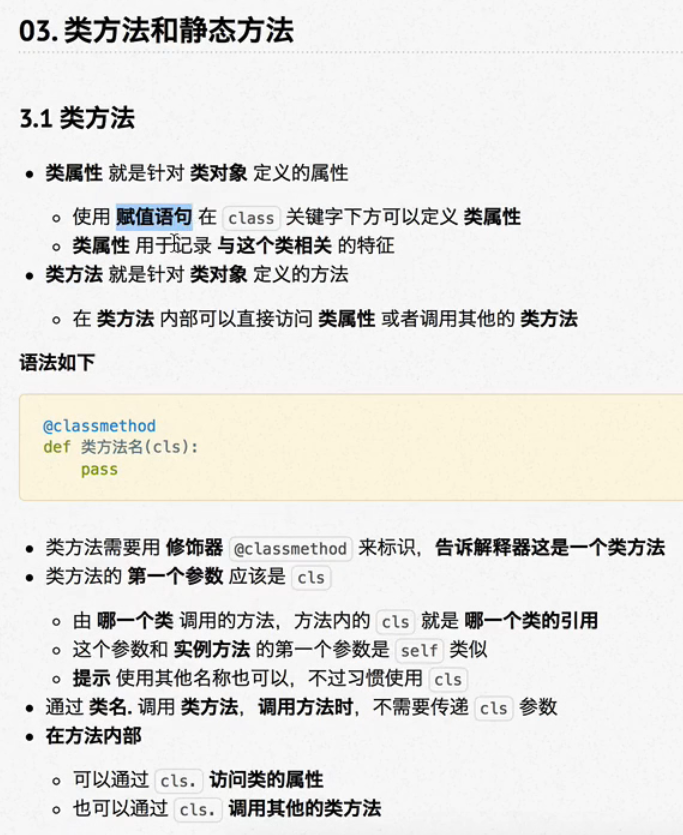 03. 类方法和静态方法
3.1 类方法
类属性 就是针对 类对象 定义的属性
使用 赋值语句 在 class 关键字下方可以定义 类属性
类属性 用于记录 与这个类相关 的特征
类方法 就是针对 类对象 定义的方法
在 类方法 内部可以直接访问 类属性 或者调用其他的 类方法
语法如下
@classmethod
def 类方法名(cls):
    pass
类方法需要用 修饰器 @classmethod 来标识，告诉解释器这是一个类方法
类方法的 第一个参数 应该是 cls
由 哪一个类 调用的方法，方法内的 cls 就是 哪一个类的引用
这个参数和 实例方法 的第一个参数是 self 类似
提示 使用其他名称也可以，不过习惯使用 cls
通过 类名. 调用 类方法，调用方法时，不需要传递 cls 参数
在方法内部
可以通过 cls. 访问类的属性
也可以通过 cls. 调用其他的类方法